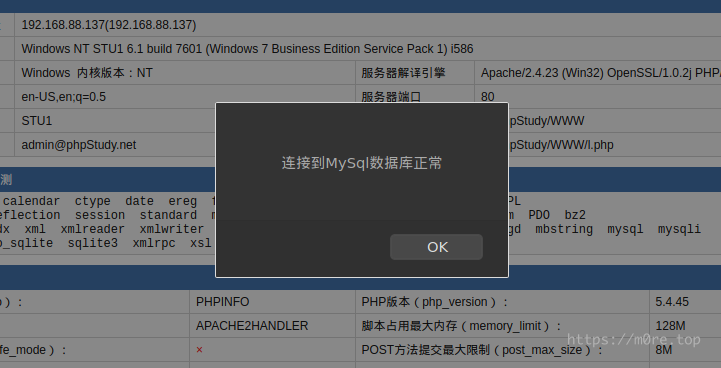 192.168.88.137(192.168.88.137)
Windows NT STU1 6.1 build 7601 (Windows 7 Business Edition Service Pack 1) i586
Windows 内核版本：NT 服务器解译引擎 Apache/2.4.23 (Win32) OpenSSL/1.0.2j
en-US,en;q=0.5 服务器端口 80
STU1 pStudy/WWW
admin@phpStudy.net pStudy/WWW/l.php
连接到MySql数据库正常
OK
测
calendar ctype date ereg
eflection session standard PDO bz2
xml xmlreader xmlwriter gd mbstring mysql mysqli
_sqlite sqlite3 xmlrpc xsl
）： PHPINFO PHP版本（php_version）： 5.4.45
APACHE2HANDLER 脚本占用最大内存（memory_limit）： 128M
fe_mode）： × POST方法提交最大限制（post_max_size）： 8M
https://m0re.top